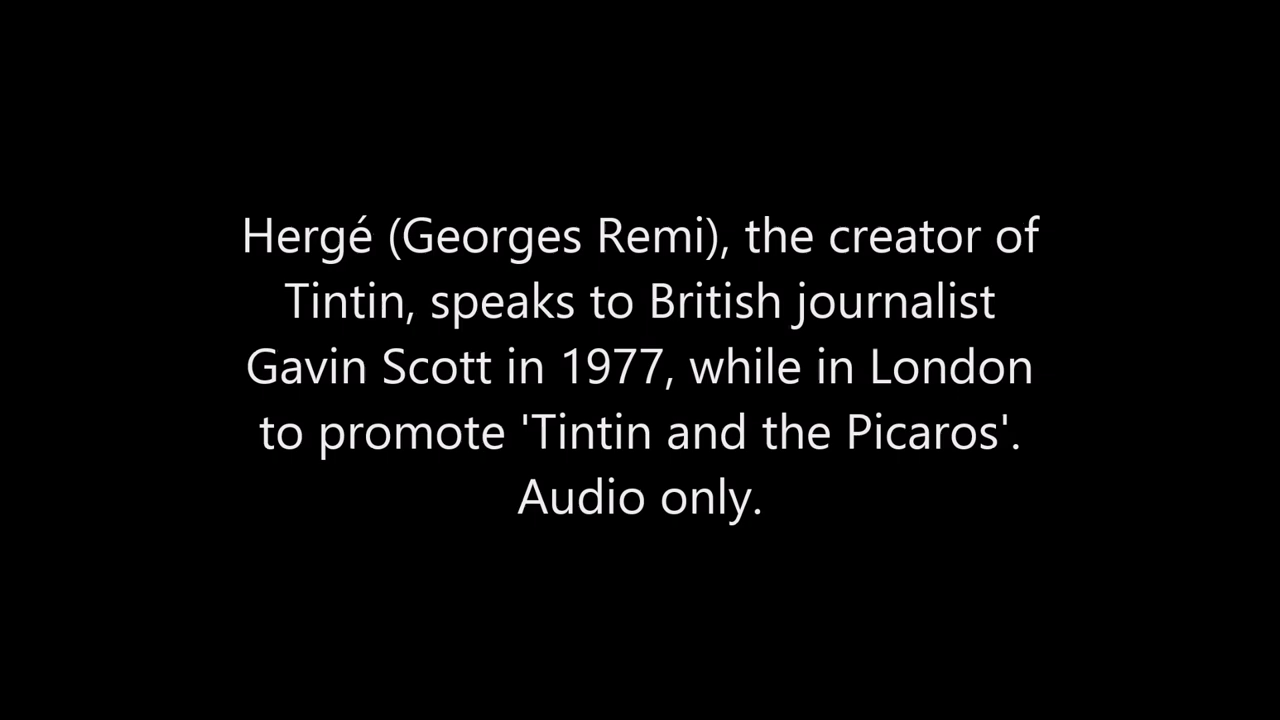 Hergé (Georges Remi), the creator of
Tintin, speaks to British journalist
Gavin Scott in 1977, while in London
to promote 'Tintin and the Picaros'.
Audio only.